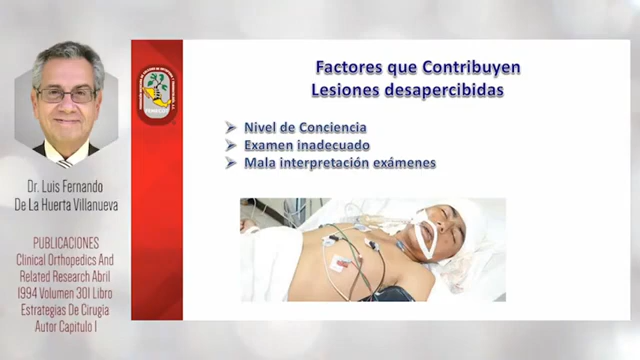 Dr. Luis Fernando
De La Huerta Villanueva
PUBLICACIONES
Clinical Orthopedics And
Related Research Abril
1994 Volumen 301 Libro
Estrategias De Cirugia
Autor Capitulo I
Factores que Contribuyen
Lesiones desapercibidas
Nivel de Conciencia
Examen inadecuado
Mala interpretación exámenes